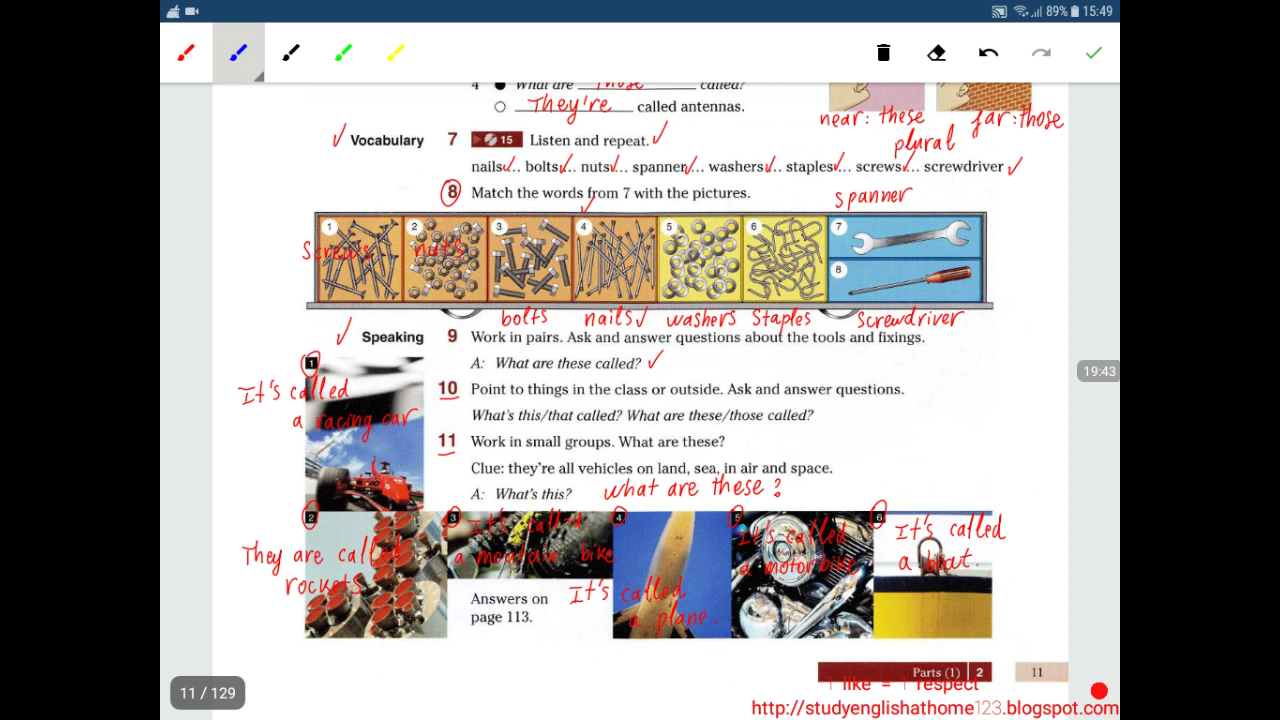 89% 15:49
4 ● What are those called?
○ They're called antennas.
near: these far: those
plural
✓ Vocabulary 7 15 Listen and repeat. ✓
nails ✓... bolts ✓... nuts ✓... spanner ✓... washers ✓... staples ✓... screws ✓... screwdriver ✓
8 Match the words from 7 with the pictures.
spanner
1 2 3 4 5 6 7
screws nuts
8
bolts nails ✓ washers staples screwdriver
✓ Speaking 9 Work in pairs. Ask and answer questions about the tools and fixings.
A: What are these called? ✓
1
It's called
a racing car
10 Point to things in the class or outside. Ask and answer questions.
What's this/that called? What are these/those called?
11 Work in small groups. What are these?
Clue: they're all vehicles on land, sea, in air and space.
A: What's this? what are these?
2 3 4 5 6
They are called
rockets
It's called
a moutain bike
It's called
a plane.
It's called
a motorbike
It's called
a boat.
Answers on
page 113.
19:43
11 / 129
Parts (1) 2 11
1 like = 1 respect
http://studyenglishathome123.blogspot.com